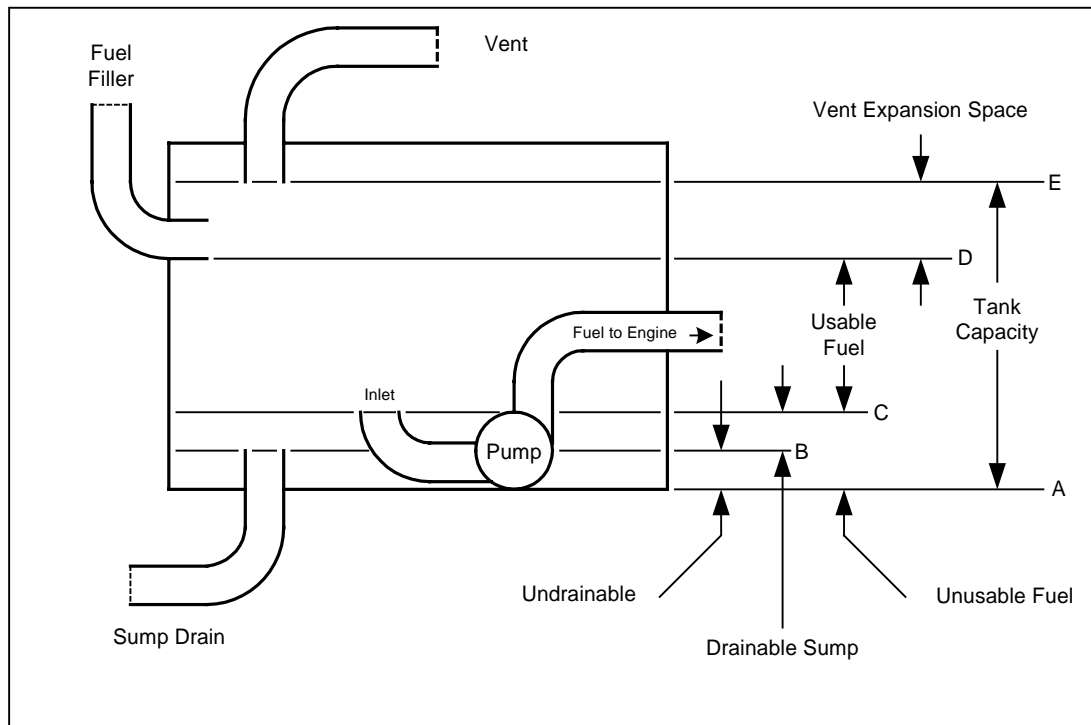 Fuel
Filler
Vent
Vent Expansion Space
E
D
Usable
Fuel
Tank
Capacity
Fuel to Engine
Inlet
C
Pump
B
A
Undrainable
Unusable Fuel
Sump Drain
Drainable Sump